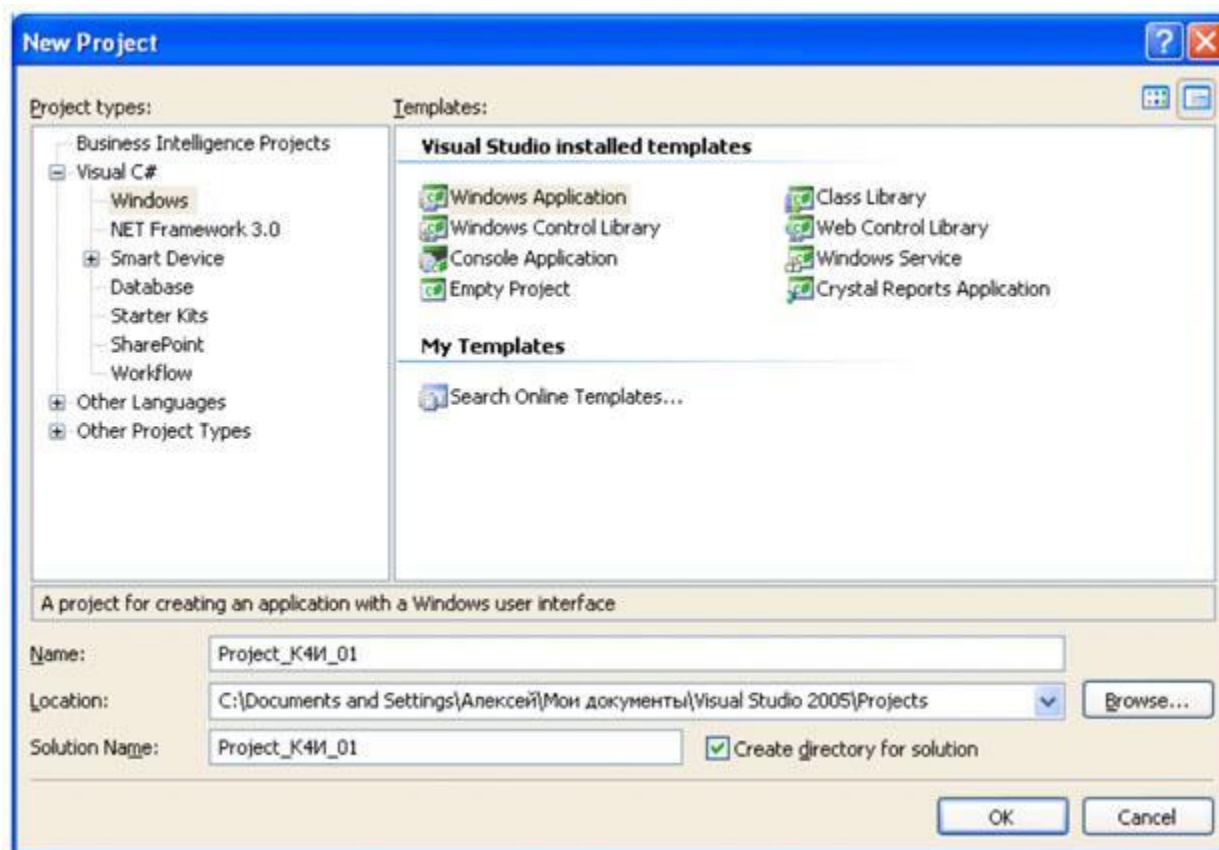 New Project
Project types:
Templates:
Business Intelligence Projects
Visual C#
Windows
NET Framework 3.0
Smart Device
Database
Starter Kits
SharePoint
Workflow
Other Languages
Other Project Types
Visual Studio installed templates
Windows Application
Class Library
Windows Control Library
Web Control Library
Console Application
Windows Service
Empty Project
Crystal Reports Application
My Templates
Search Online Templates...
A project for creating an application with a Windows user interface
Name:
Project_К4И_01
Location:
C:\Documents and Settings\Алексей\Мои документы\Visual Studio 2005\Projects
Browse...
Solution Name:
Project_К4И_01
Create directory for solution
OK
Cancel